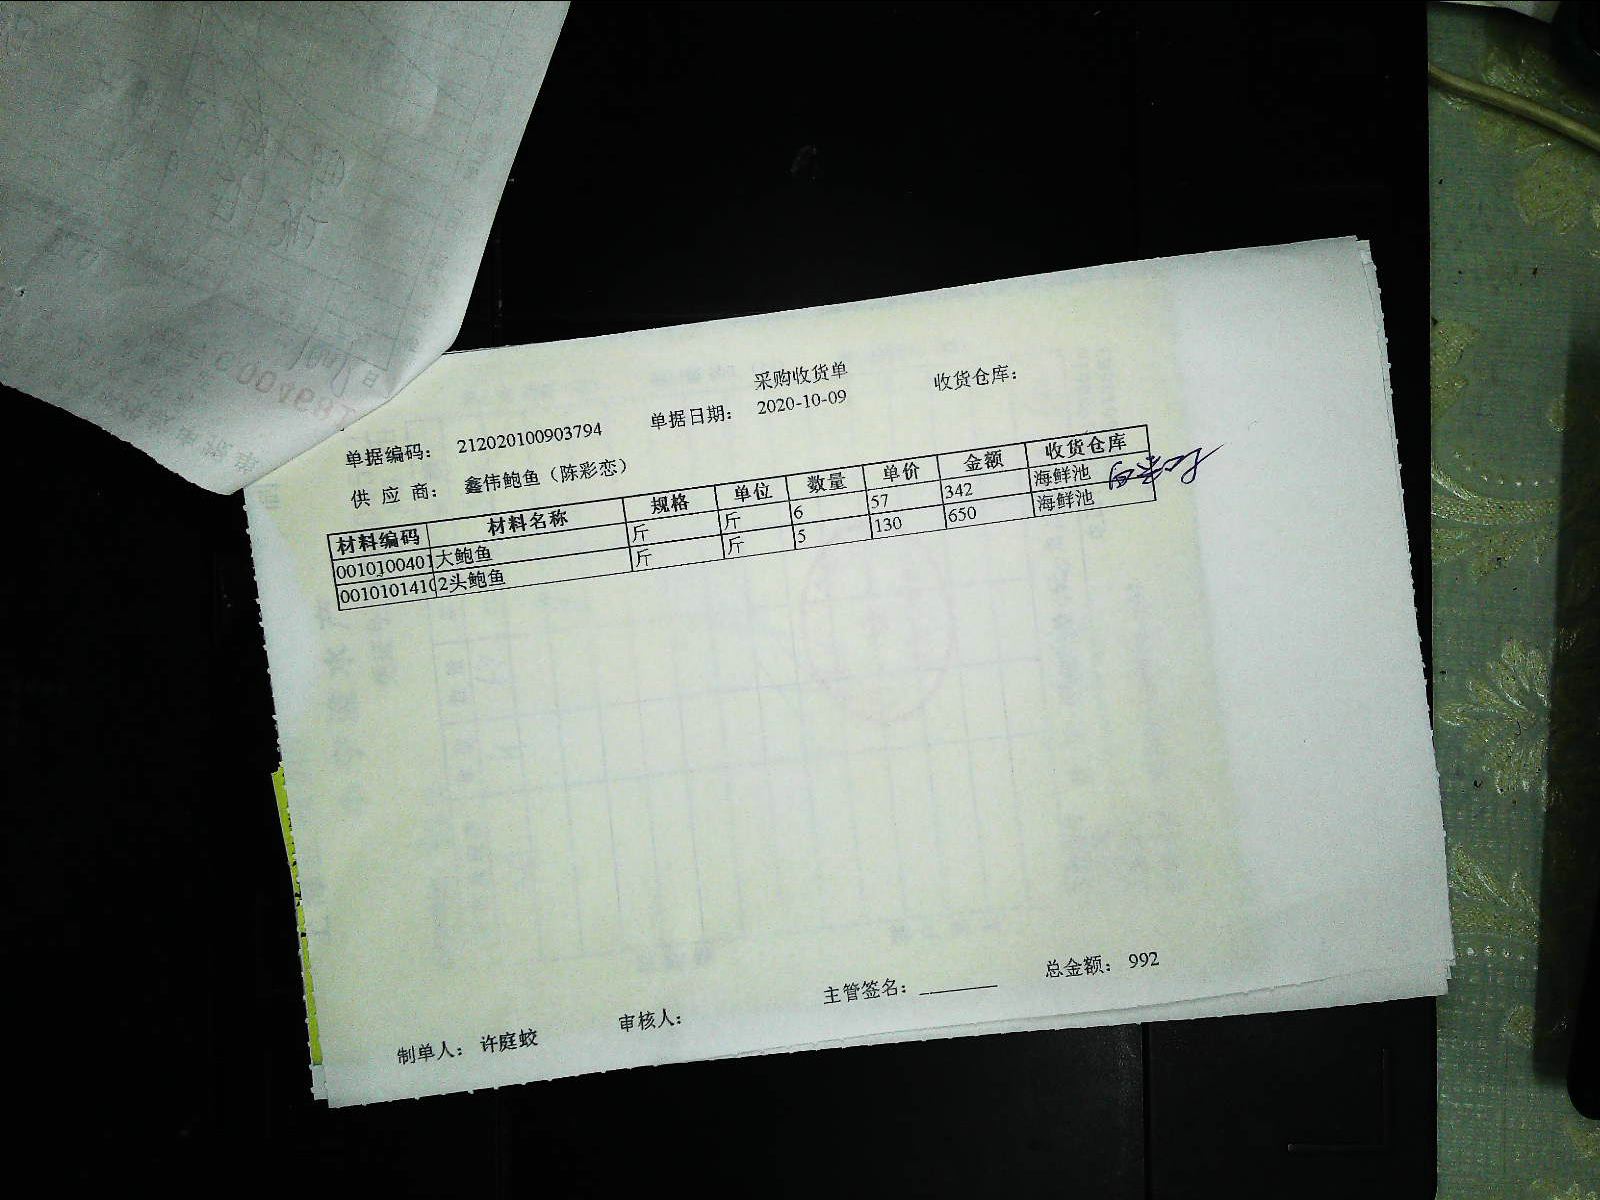 采购收货单
单据编码： 212020100903794 单据日期： 2020-10-09 收货仓库：
供 应 商： 鑫伟鲍鱼（陈彩恋）
材料编码 材料名称 规格 单位 数量 单价 金额 收货仓库
0010100401 大鲍鱼 斤 斤 6 57 342 海鲜池
001010141 2头鲍鱼 斤 斤 5 130 650 海鲜池
制单人： 许庭蛟 审核人： 主管签名： 总金额： 992